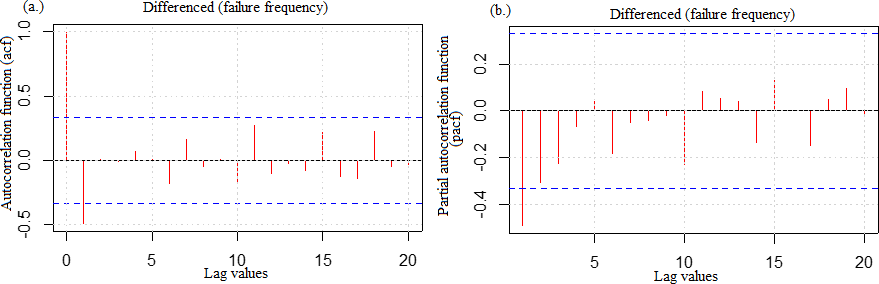 (a.)
Differenced (failure frequency)
Autocorrelation function (acf)
1.0
0.5
0.0
-0.5
0
5
10
15
20
Lag values
(b.)
Differenced (failure frequency)
Partial autocorrelation function
(pacf)
0.2
0.0
-0.2
-0.4
5
10
15
20
Lag values